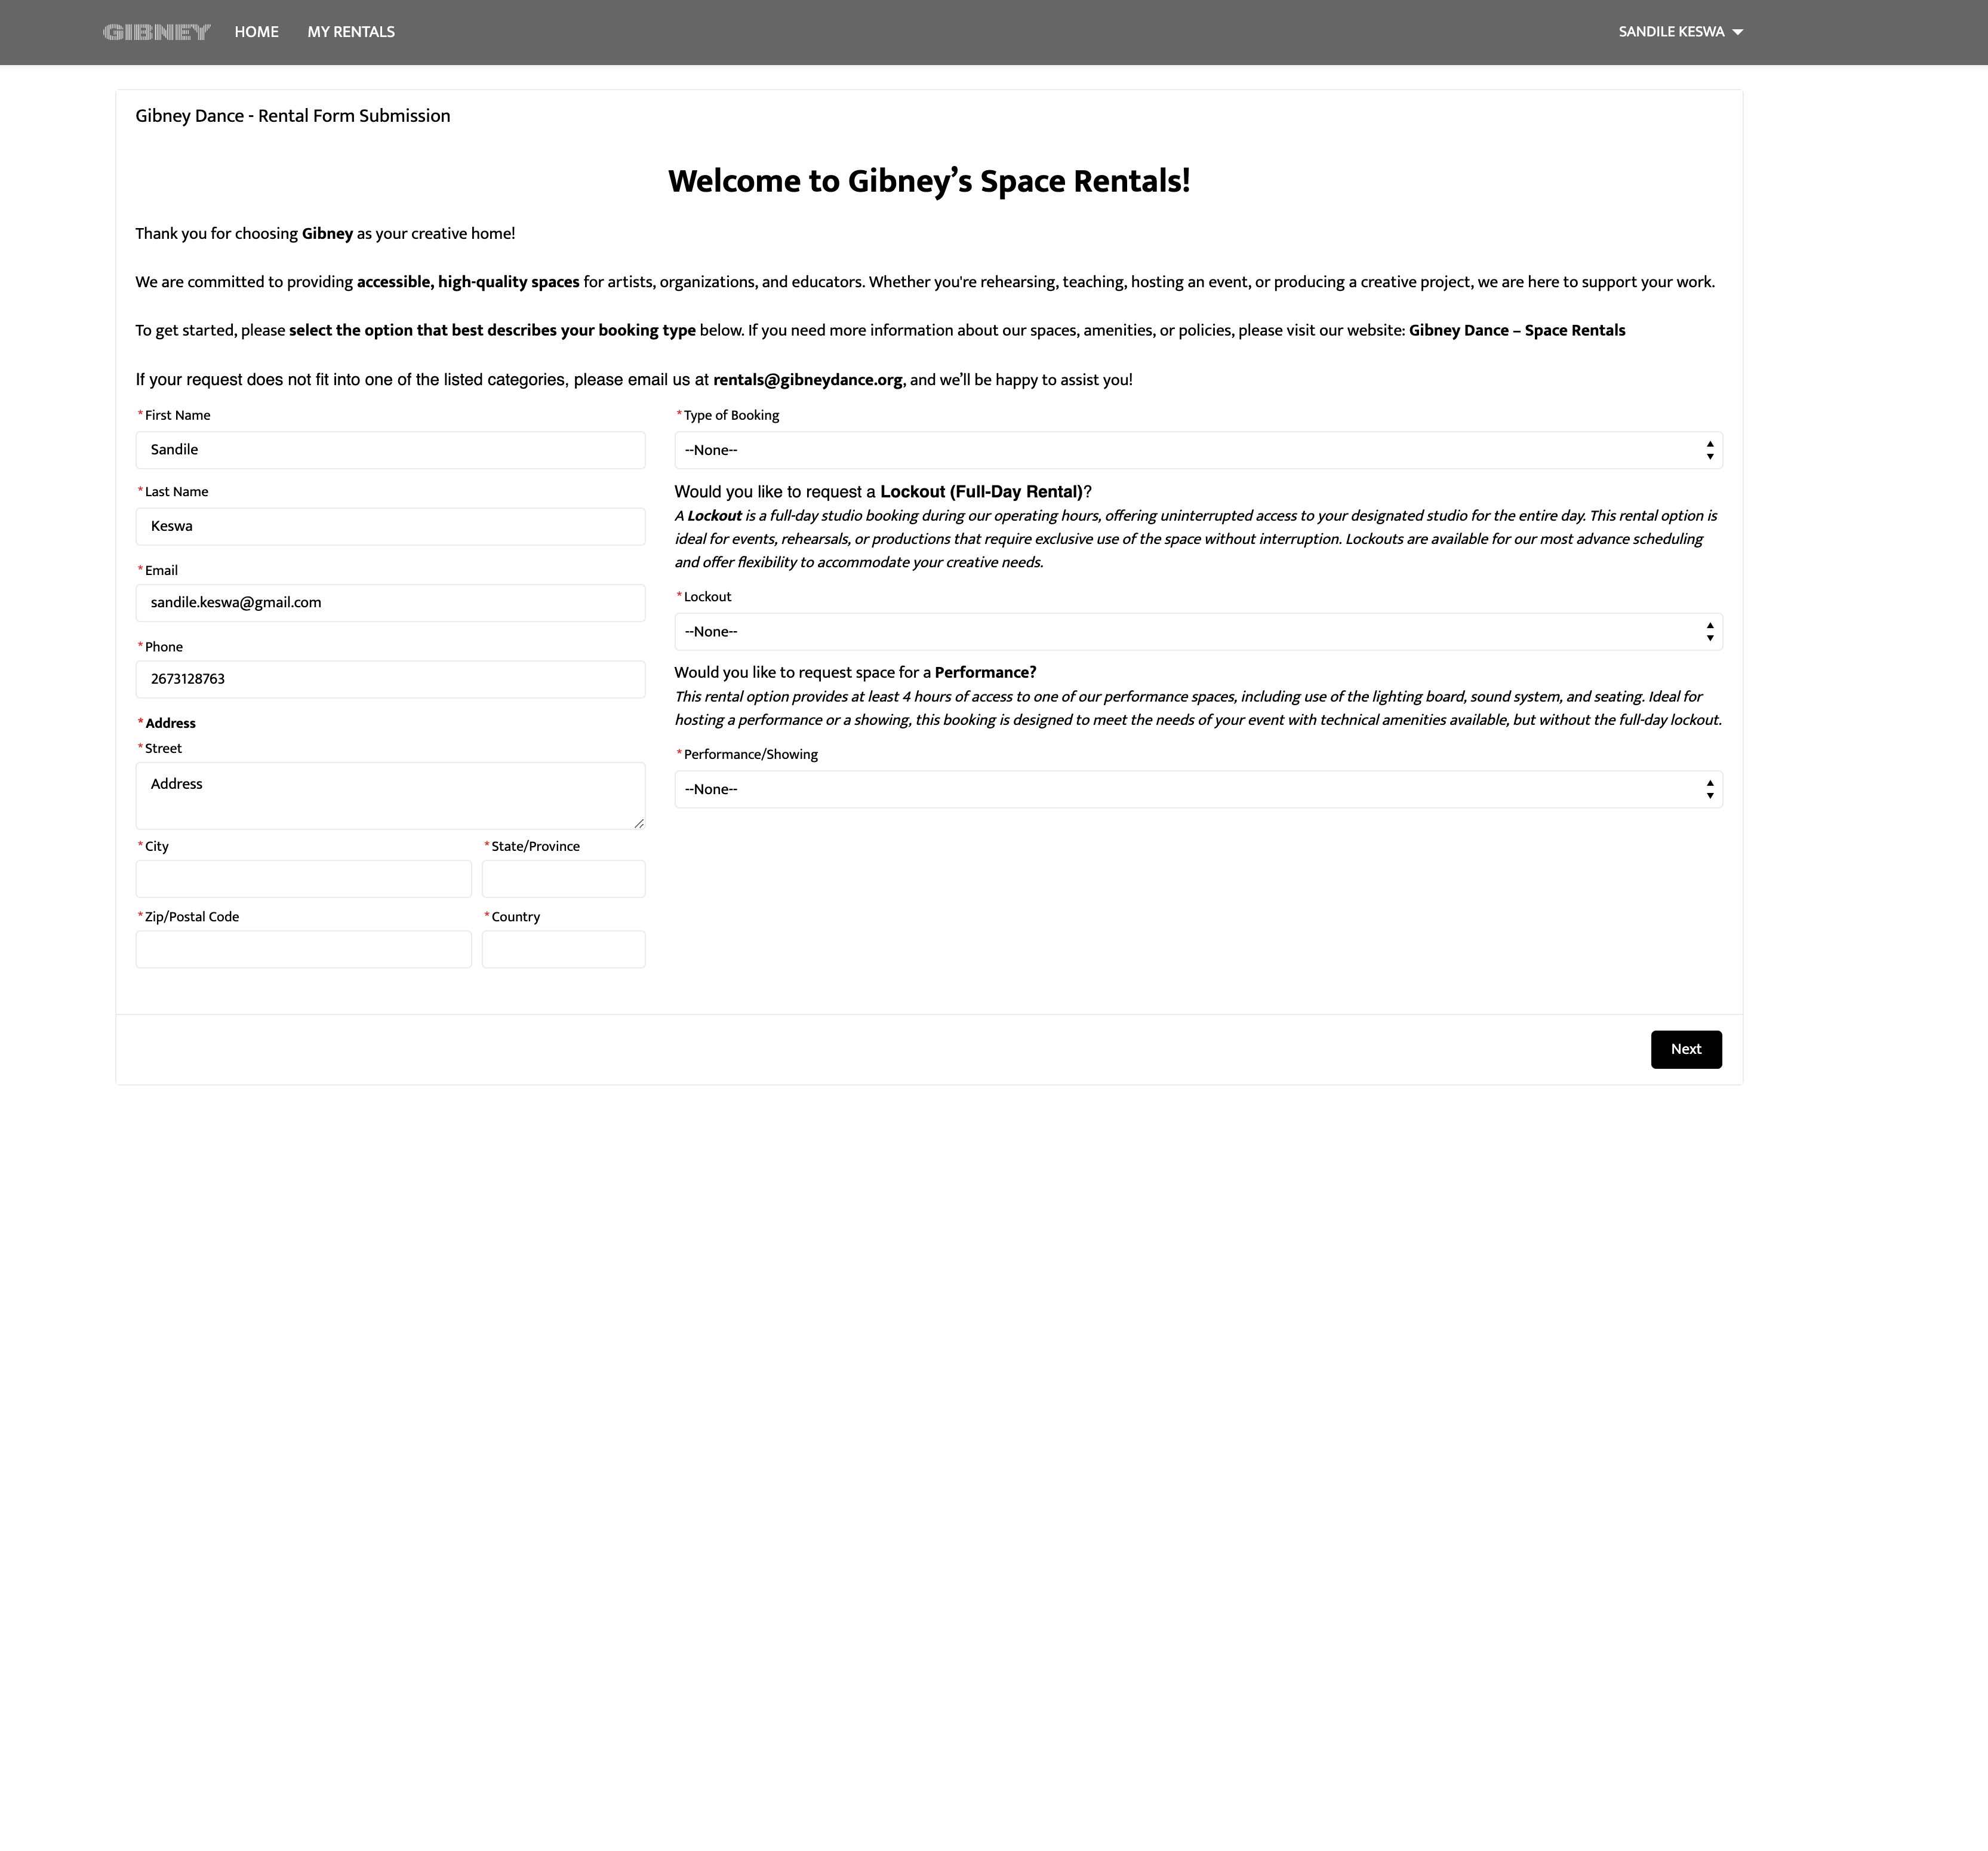 GIBNEY HOME MY RENTALS SANDILE KESWA
Gibney Dance - Rental Form Submission
Welcome to Gibney’s Space Rentals!
Thank you for choosing Gibney as your creative home!
We are committed to providing accessible, high-quality spaces for artists, organizations, and educators. Whether you're rehearsing, teaching, hosting an event, or producing a creative project, we are here to support your work.
To get started, please select the option that best describes your booking type below. If you need more information about our spaces, amenities, or policies, please visit our website: Gibney Dance – Space Rentals
If your request does not fit into one of the listed categories, please email us at rentals@gibneydance.org, and we’ll be happy to assist you!
*First Name
Sandile
*Last Name
Keswa
*Email
sandile.keswa@gmail.com
*Phone
2673128763
*Address
*Street
Address
*City
*State/Province
*Zip/Postal Code
*Country
*Type of Booking
--None--
Would you like to request a Lockout (Full-Day Rental)?
A Lockout is a full-day studio booking during our operating hours, offering uninterrupted access to your designated studio for the entire day. This rental option is
ideal for events, rehearsals, or productions that require exclusive use of the space without interruption. Lockouts are available for our most advance scheduling
and offer flexibility to accommodate your creative needs.
*Lockout
--None--
Would you like to request space for a Performance?
This rental option provides at least 4 hours of access to one of our performance spaces, including use of the lighting board, sound system, and seating. Ideal for
hosting a performance or a showing, this booking is designed to meet the needs of your event with technical amenities available, but without the full-day lockout.
*Performance/Showing
--None--
Next